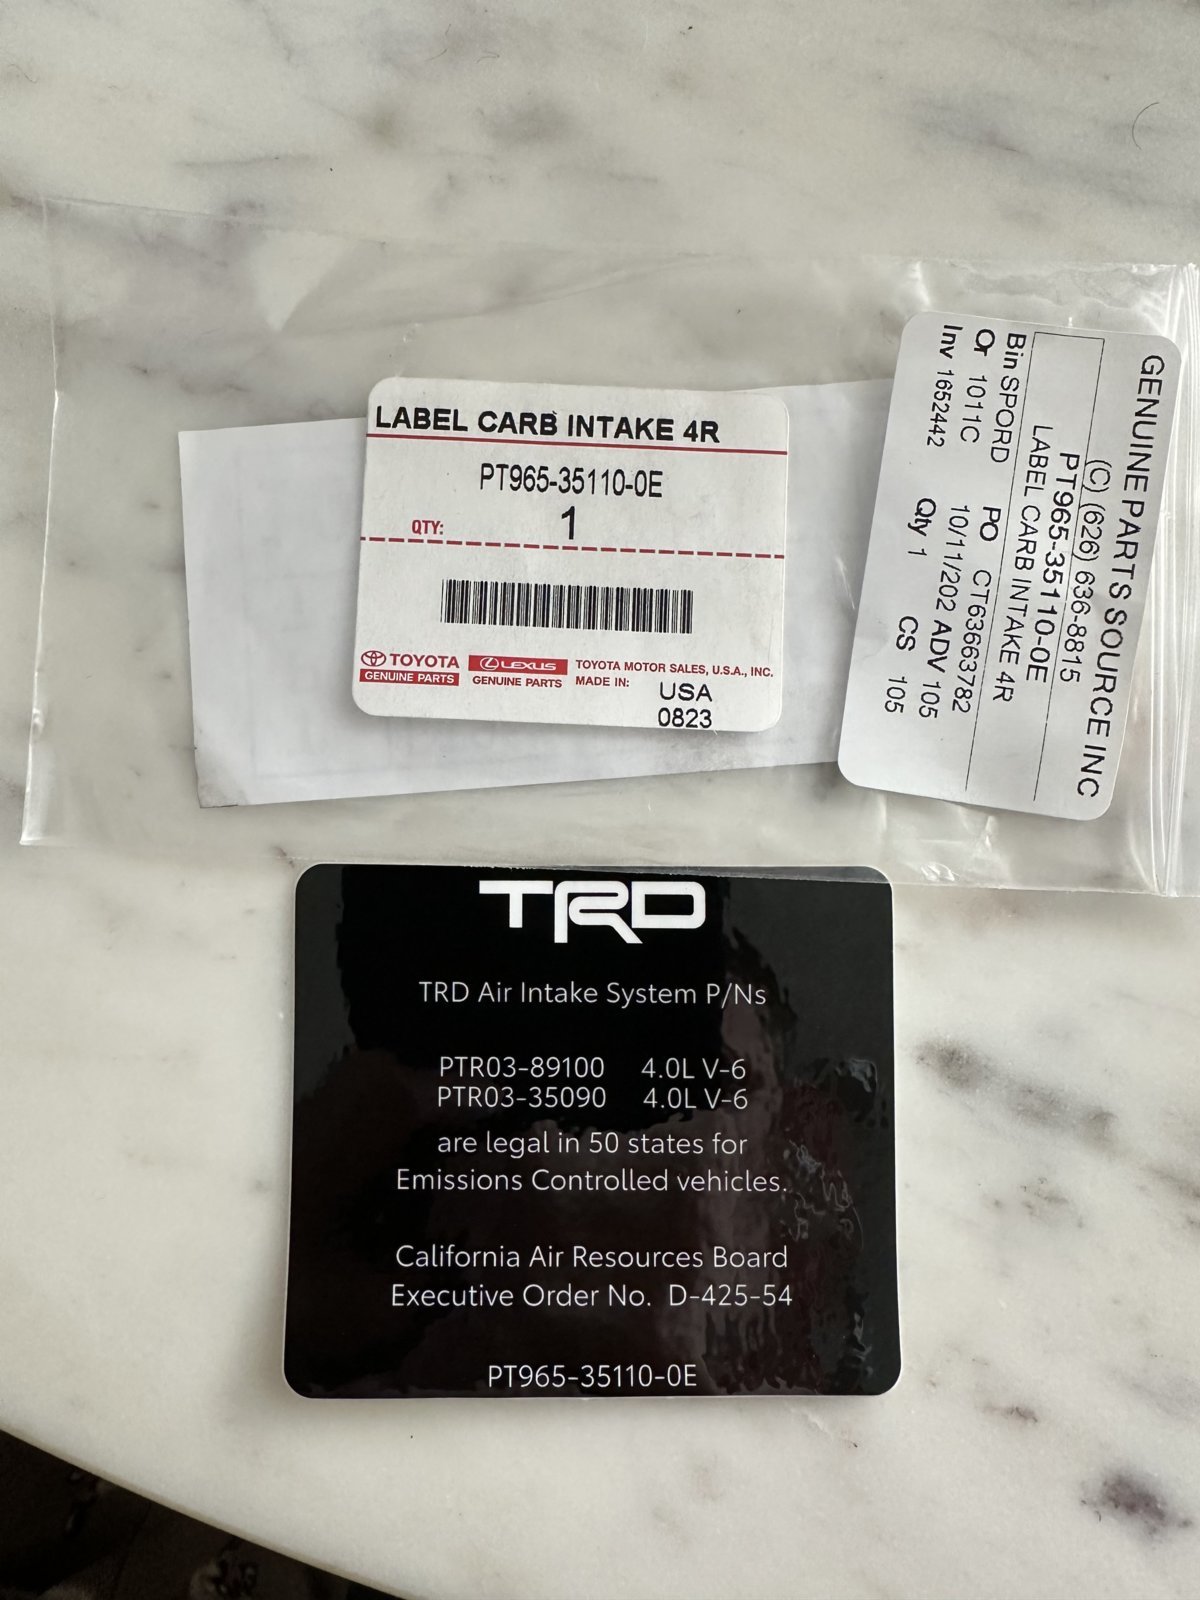 LABEL CARB INTAKE 4R
PT965-35110-0E
QTY: 1
TOYOTA
GENUINE PARTS
LEXUS
GENUINE PARTS
TOYOTA MOTOR SALES, U.S.A., INC.
MADE IN: USA
0823
GENUINE PARTS SOURCE INC
(C) (626) 636-8815
PT965-35110-0E
LABEL CARB INTAKE 4R
Bin SPORD PO CT63663782
Or 1011C 10/11/202 ADV 105
Inv 1652442 Qty 1 CS 105
TRD
TRD Air Intake System P/Ns
PTR03-89100 4.0L V-6
PTR03-35090 4.0L V-6
are legal in 50 states for
Emissions Controlled vehicles.
California Air Resources Board
Executive Order No. D-425-54
PT965-35110-0E